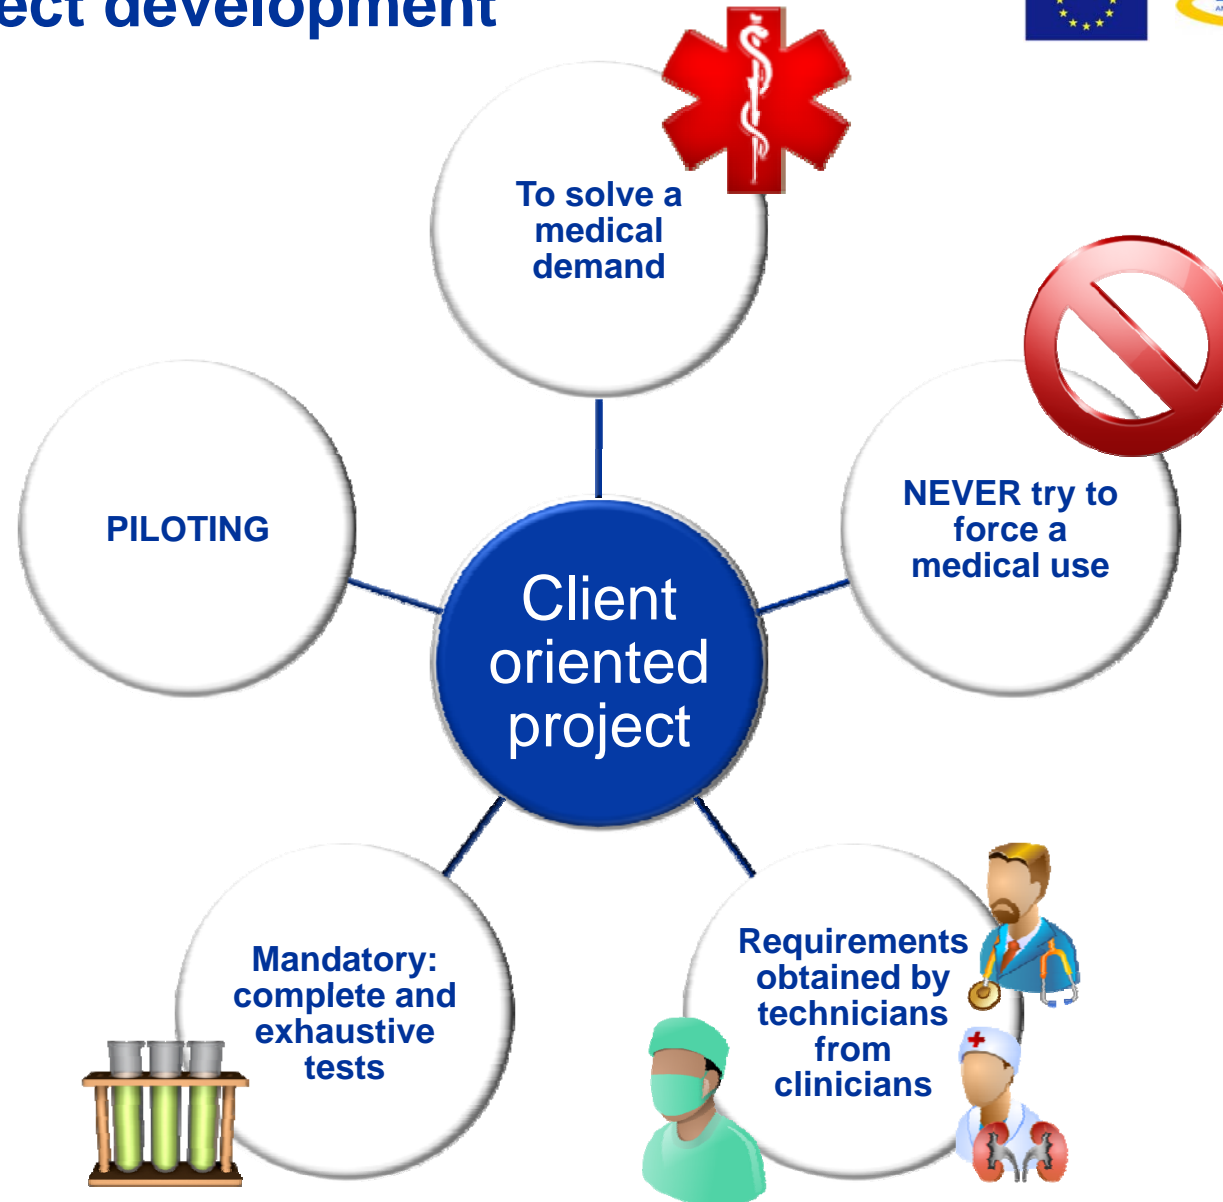 ect development
To solve a
medical
demand
NEVER try to
force a
medical use
PILOTING
Client
oriented
project
Mandatory:
complete and
exhaustive
tests
Requirements
obtained by
technicians
from
clinicians